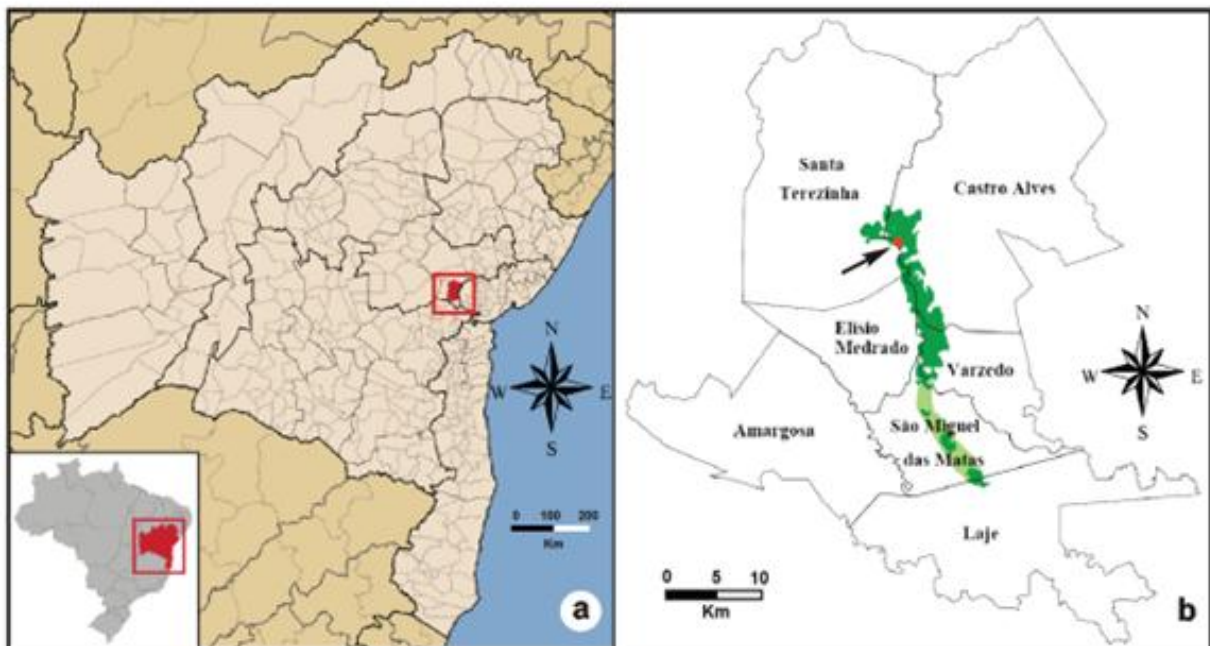 N
W E
S
0 100 200
Km
a
Santa
Terezinha
Castro Alves
Elísio
Medrado
Varzedo
N
W E
S
Amargosa
São Miguel
das Matas
Laje
0 5 10
Km
b